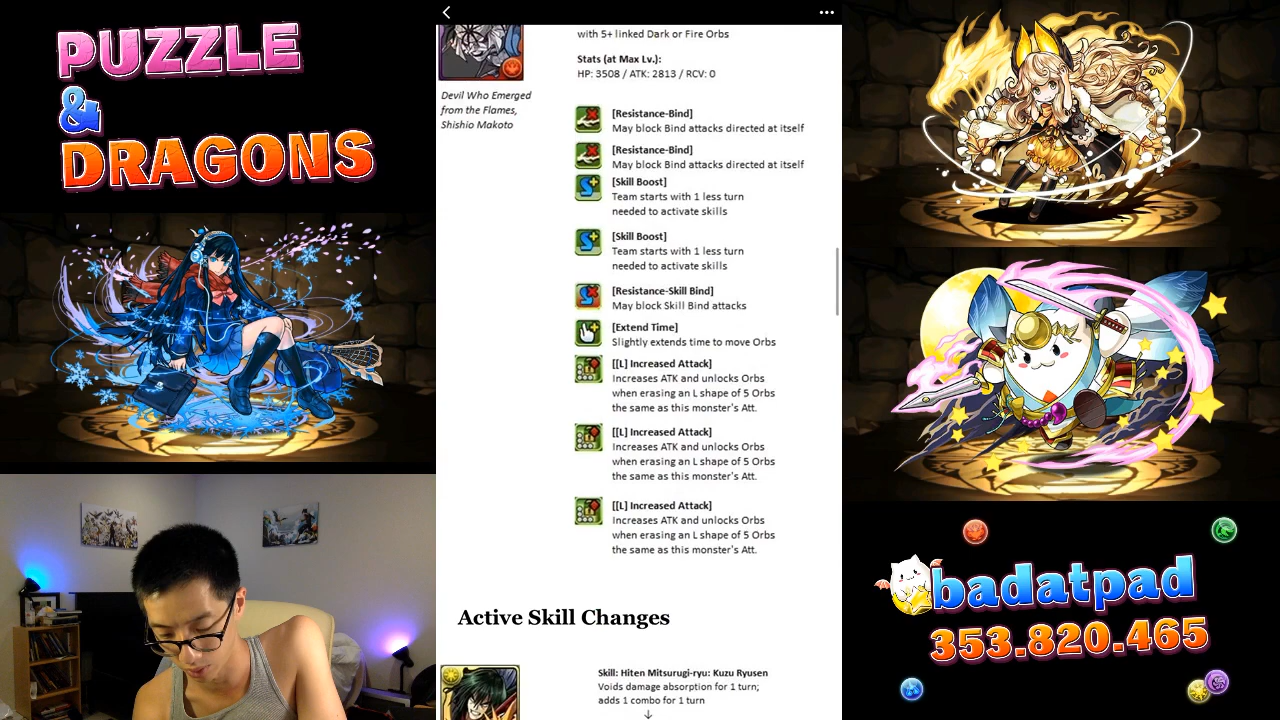 PUZZLE
&
DRAGONS
with 5+ linked Dark or Fire Orbs
Stats (at Max Lv.):
HP: 3508 / ATK: 2813 / RCV: 0
Devil Who Emerged
from the Flames,
Shishio Makoto
[Resistance-Bind]
May block Bind attacks directed at itself
[Resistance-Bind]
May block Bind attacks directed at itself
[Skill Boost]
Team starts with 1 less turn
needed to activate skills
[Skill Boost]
Team starts with 1 less turn
needed to activate skills
[Resistance-Skill Bind]
May block Skill Bind attacks
[Extend Time]
Slightly extends time to move Orbs
[[L] Increased Attack]
Increases ATK and unlocks Orbs
when erasing an L shape of 5 Orbs
the same as this monster's Att.
[[L] Increased Attack]
Increases ATK and unlocks Orbs
when erasing an L shape of 5 Orbs
the same as this monster's Att.
[[L] Increased Attack]
Increases ATK and unlocks Orbs
when erasing an L shape of 5 Orbs
the same as this monster's Att.
Active Skill Changes
Skill: Hiten Mitsurugi-ryu: Kuzu Ryusen
Voids damage absorption for 1 turn;
adds 1 combo for 1 turn
↓
badatpad
353.820.465